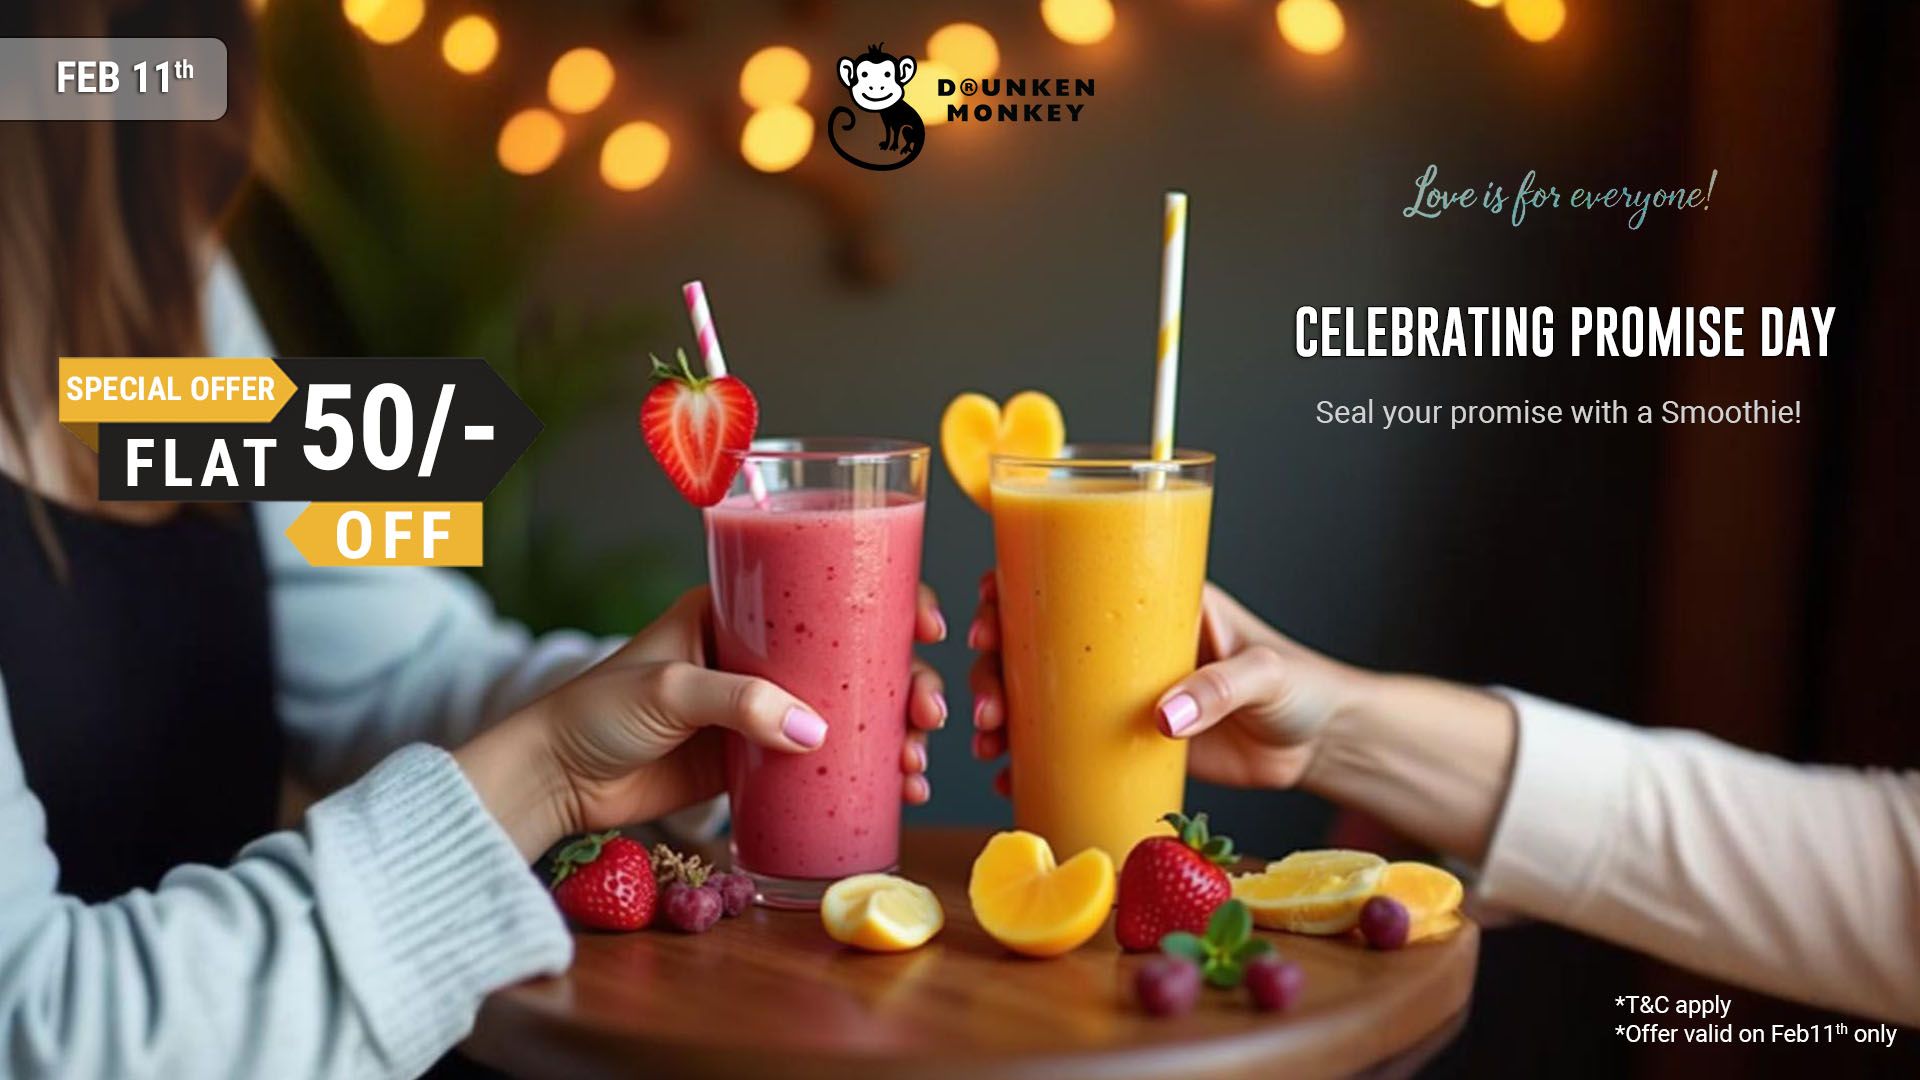 FEB 11th
D®UNKEN
MONKEY
Love is for everyone!
CELEBRATING PROMISE DAY
Seal your promise with a Smoothie!
SPECIAL OFFER
FLAT 50/-
OFF
*T&C apply
*Offer valid on Feb11th only